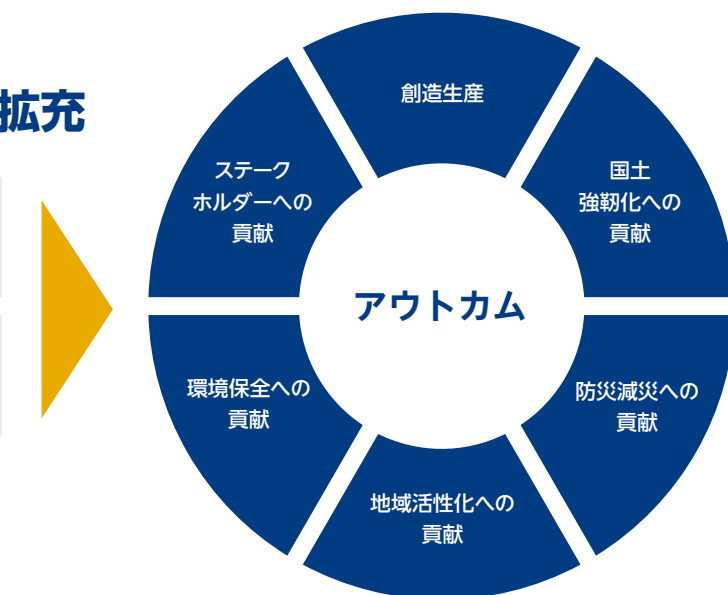 拡充
創造生産
国土
強靭化への
貢献
防災減災への
貢献
地域活性化への
貢献
環境保全への
貢献
ステーク
ホルダーへの
貢献
アウトカム